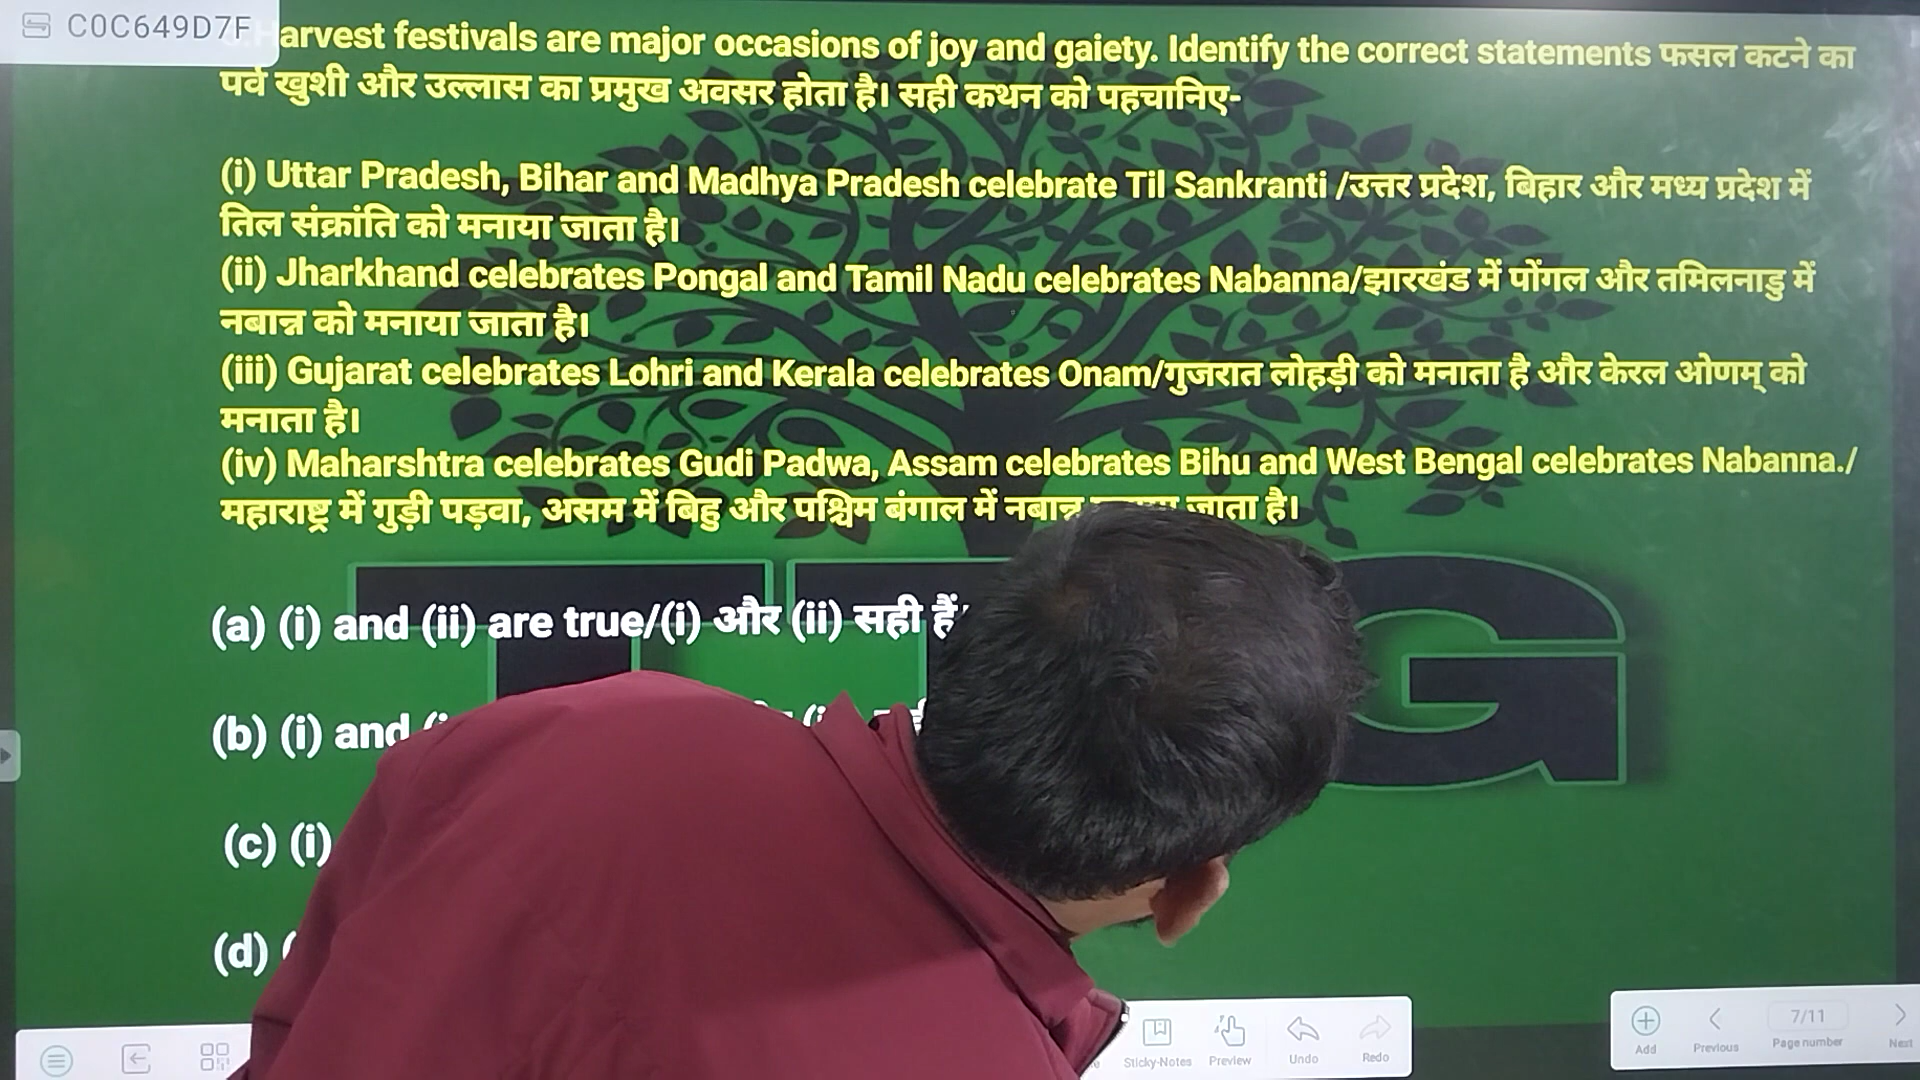 C0C649D7F
arvest festivals are major occasions of joy and gaiety. Identify the correct statements फसल कटने का
पर्व खुशी और उल्लास का प्रमुख अवसर होता है। सही कथन को पहचानिए-
(i) Uttar Pradesh, Bihar and Madhya Pradesh celebrate Til Sankranti /उत्तर प्रदेश, बिहार और मध्य प्रदेश में
तिल संक्रांति को मनाया जाता है।
(ii) Jharkhand celebrates Pongal and Tamil Nadu celebrates Nabanna/झारखंड में पोंगल और तमिलनाडु में
नबान्न को मनाया जाता है।
(iii) Gujarat celebrates Lohri and Kerala celebrates Onam/गुजरात लोहड़ी को मनाता है और केरल ओणम् को
मनाता है।
(iv) Maharshtra celebrates Gudi Padwa, Assam celebrates Bihu and West Bengal celebrates Nabanna./
महाराष्ट्र में गुड़ी पड़वा, असम में बिहु और पश्चिम बंगाल में नबान्न जाता है।
(a) (i) and (ii) are true/(i) और (ii) सही हैं
(b) (i) and
(c) (i)
(d)
G
Sticky-Notes Preview Undo Redo
Add Previous 7/11 Page number Next